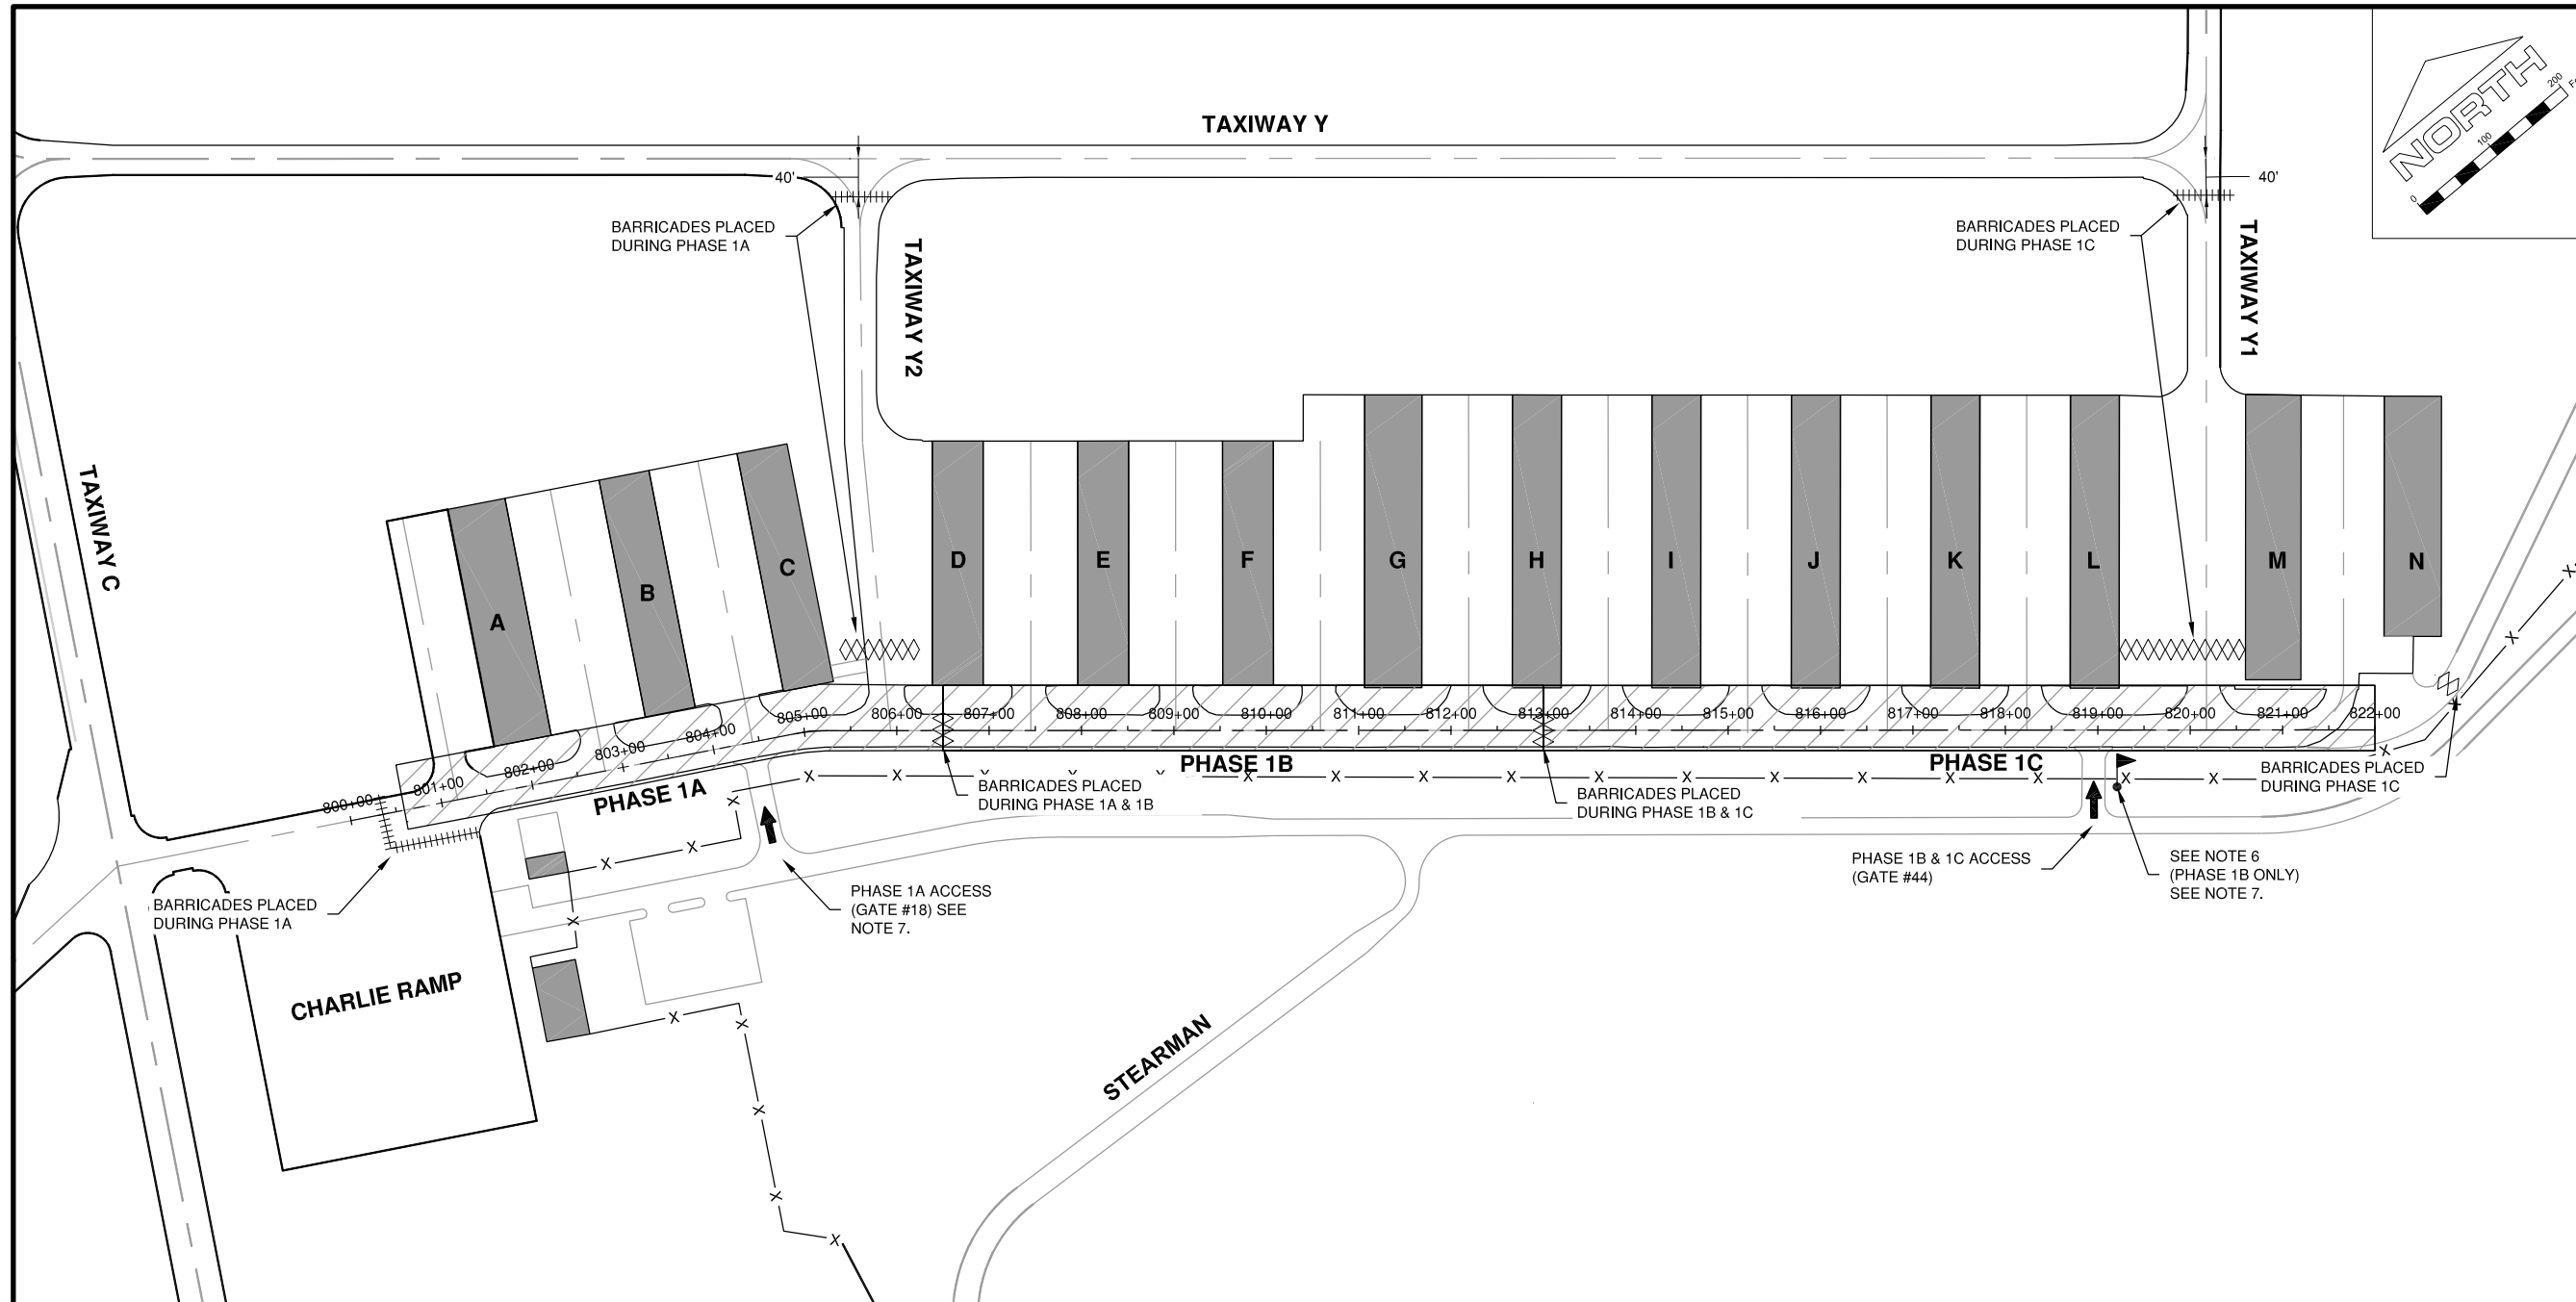 TAXIWAY Y
NORTH
0
100
200
40'
40'
BARRICADES PLACED
DURING PHASE 1A
BARRICADES PLACED
DURING PHASE 1C
TAXIWAY Y2
TAXIWAY Y1
TAXIWAY C
A
B
C
D
E
F
G
H
I
J
K
L
M
N
800+00
801+00
802+00
803+00
804+00
805+00
806+00
807+00
808+00
809+00
810+00
811+00
812+00
813+00
814+00
815+00
816+00
817+00
818+00
819+00
820+00
821+00
822+00
PHASE 1A
PHASE 1B
PHASE 1C
BARRICADES PLACED
DURING PHASE 1A & 1B
BARRICADES PLACED
DURING PHASE 1B & 1C
BARRICADES PLACED
DURING PHASE 1C
BARRICADES PLACED
DURING PHASE 1A
PHASE 1A ACCESS
(GATE #18) SEE
NOTE 7.
PHASE 1B & 1C ACCESS
(GATE #44)
SEE NOTE 6
(PHASE 1B ONLY)
SEE NOTE 7.
CHARLIE RAMP
STEARMAN